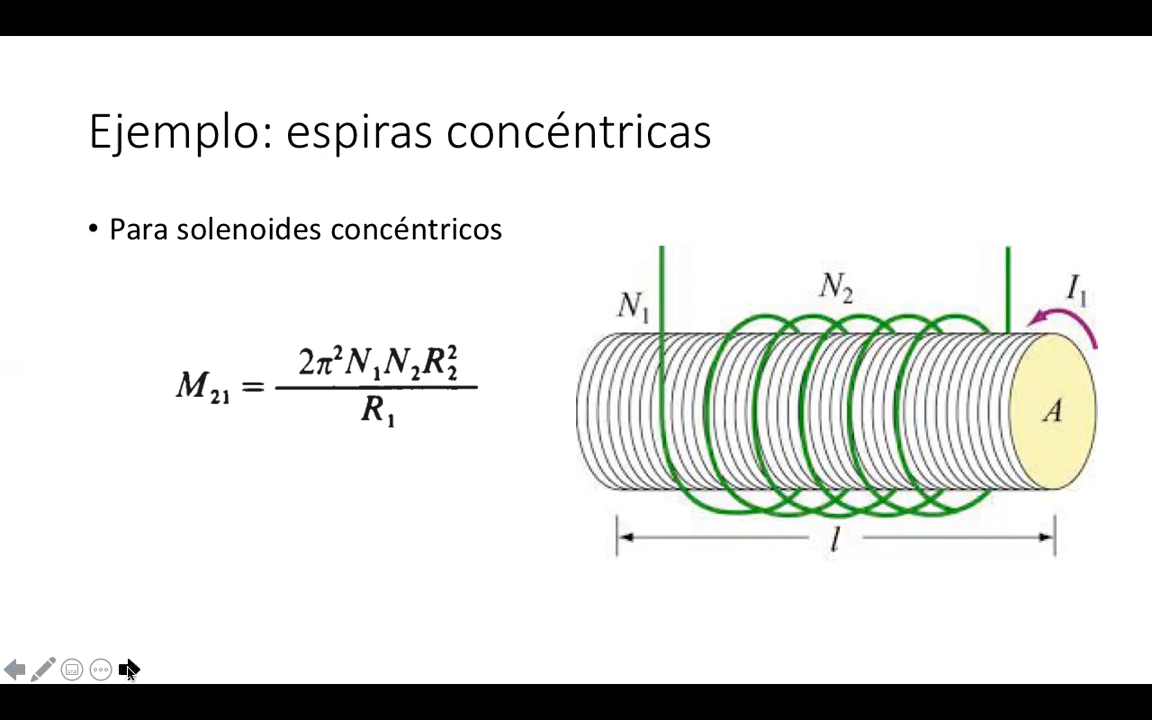 Ejemplo: espiras concéntricas
• Para solenoides concéntricos
M₂₁ = 2π²N₁N₂R₂² / R₁
N₁
N₂
I₁
A
l